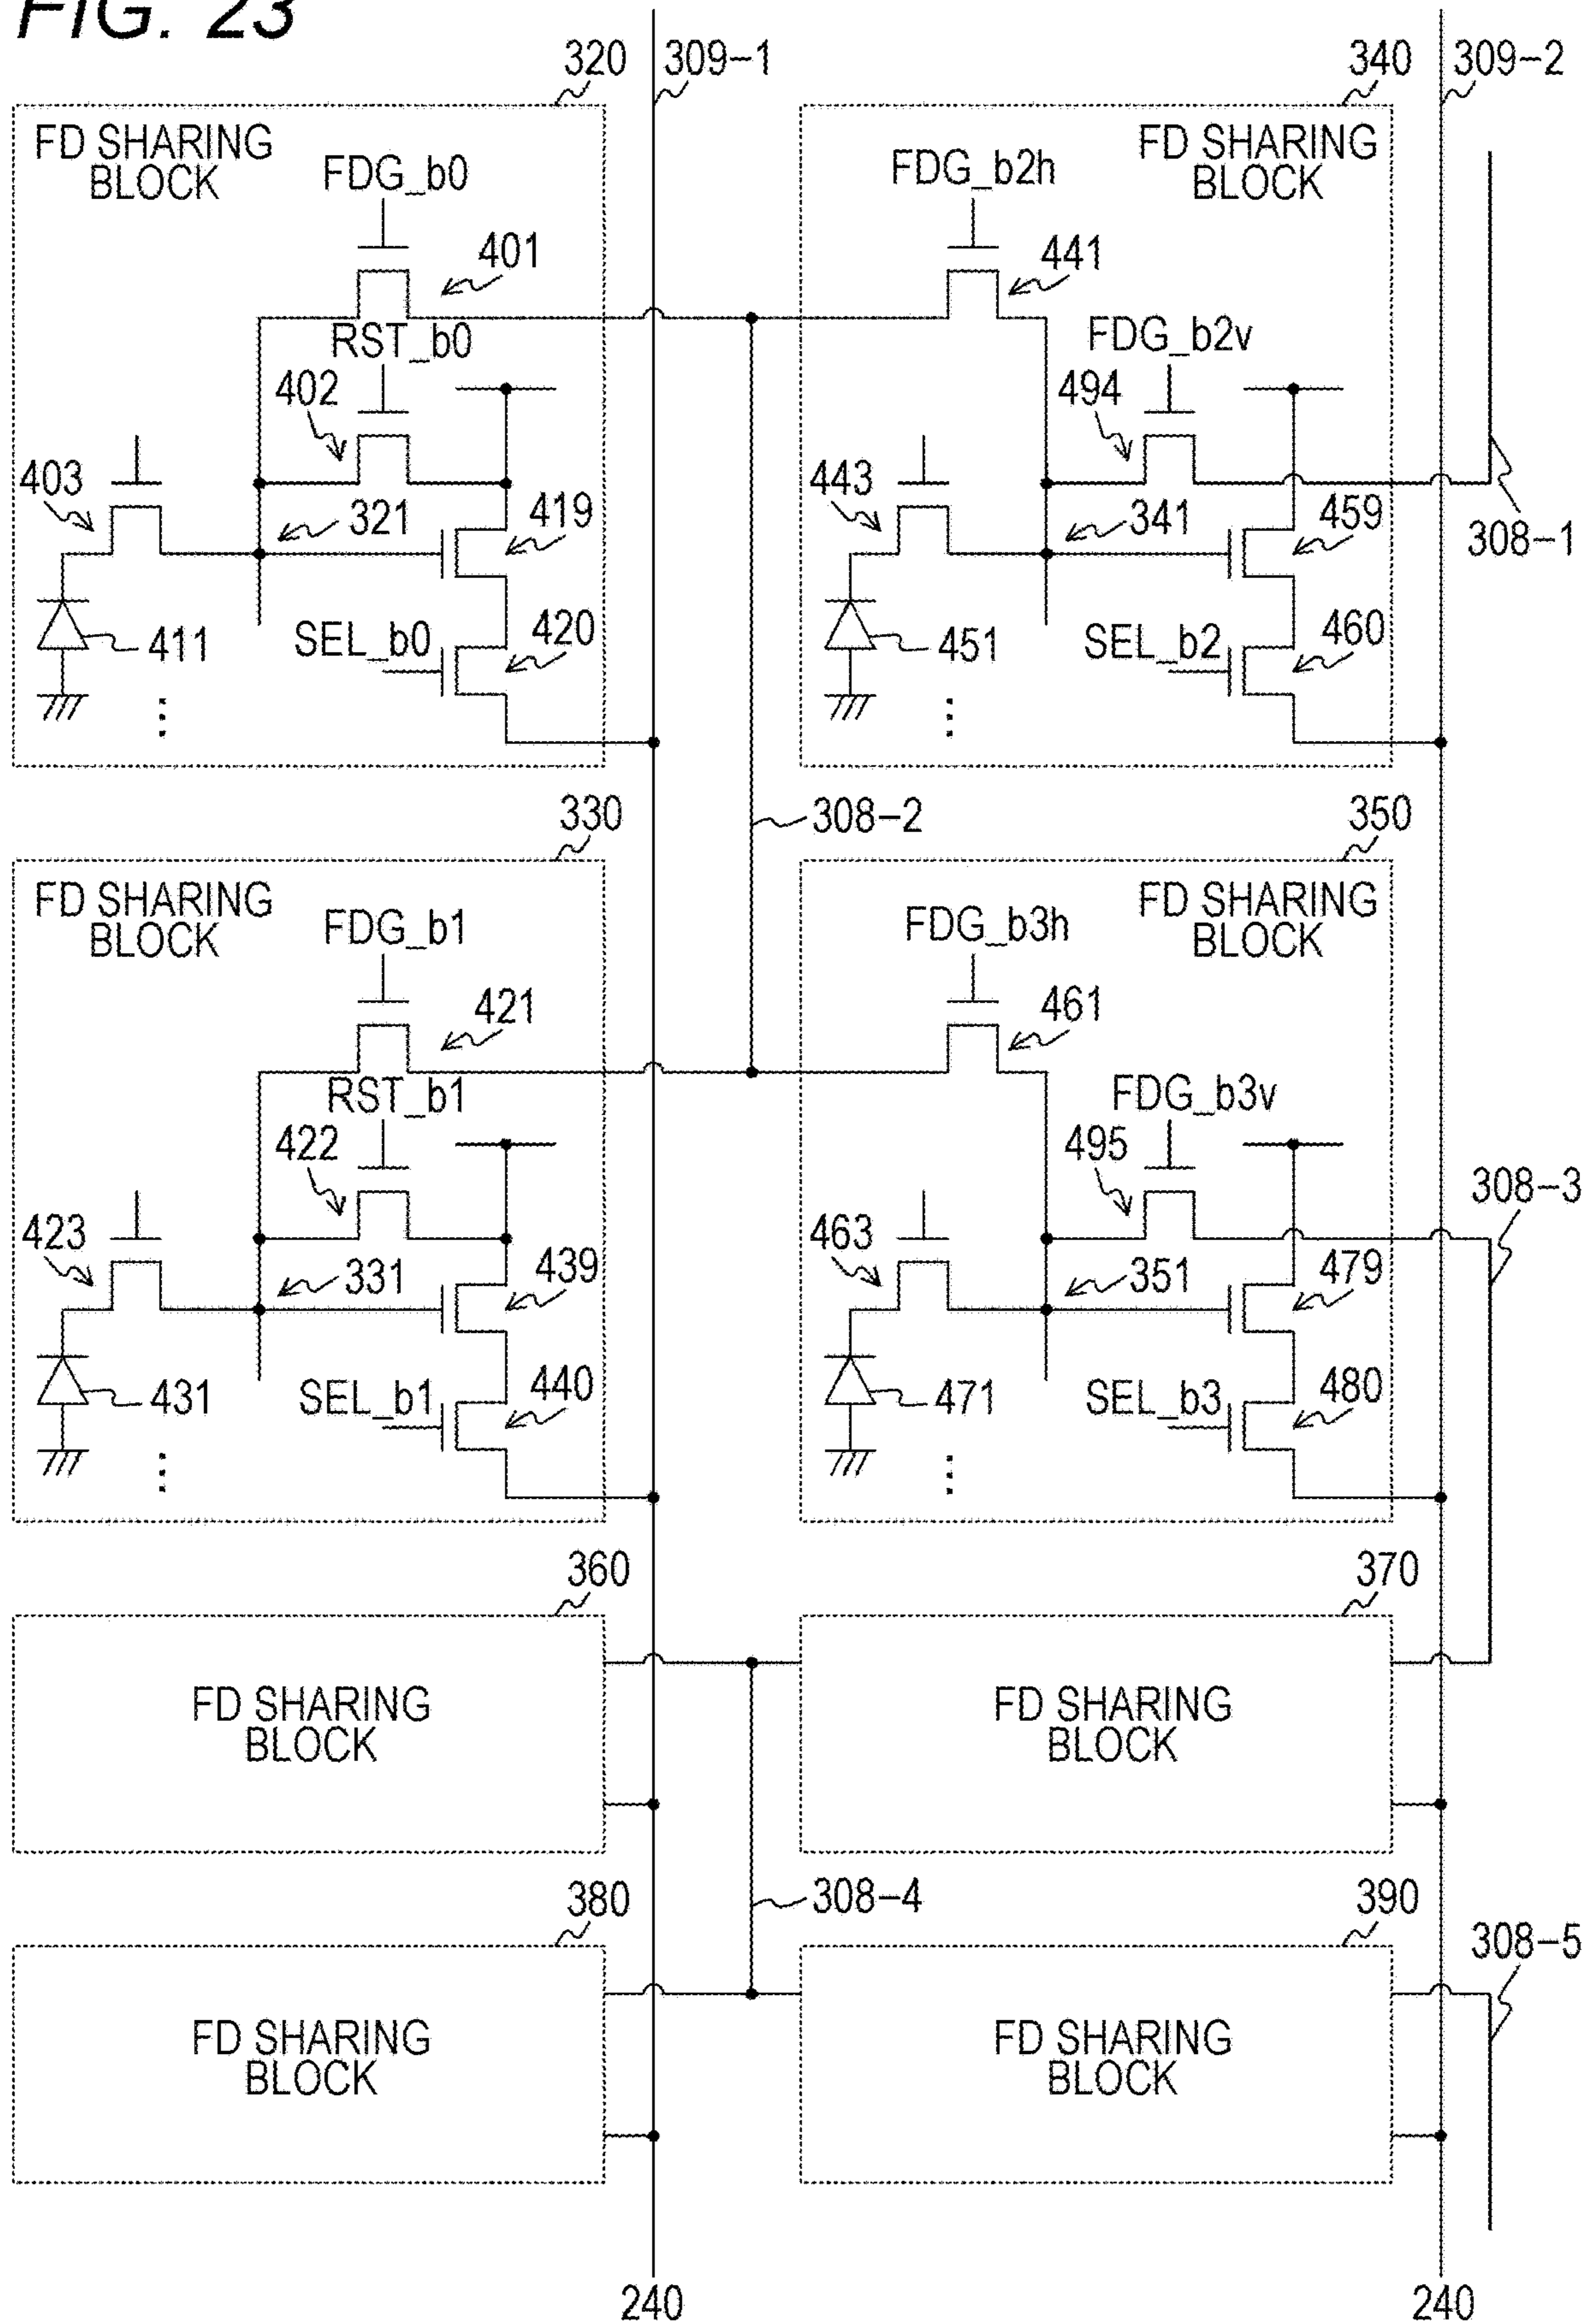 FIG. 23
320
309-1
340
309-2
FD SHARING
BLOCK
FDG_b0
401
RST_b0
402
403
321
419
411
SEL_b0
420
FD SHARING
BLOCK
FDG_b2h
441
FDG_b2v
494
443
341
459
308-1
451
SEL_b2
460
330
308-2
350
FD SHARING
BLOCK
FDG_b1
421
RST_b1
422
423
331
439
431
SEL_b1
440
FD SHARING
BLOCK
FDG_b3h
461
FDG_b3v
495
308-3
463
351
479
471
SEL_b3
480
360
370
FD SHARING
BLOCK
FD SHARING
BLOCK
380
308-4
390
308-5
FD SHARING
BLOCK
FD SHARING
BLOCK
240
240